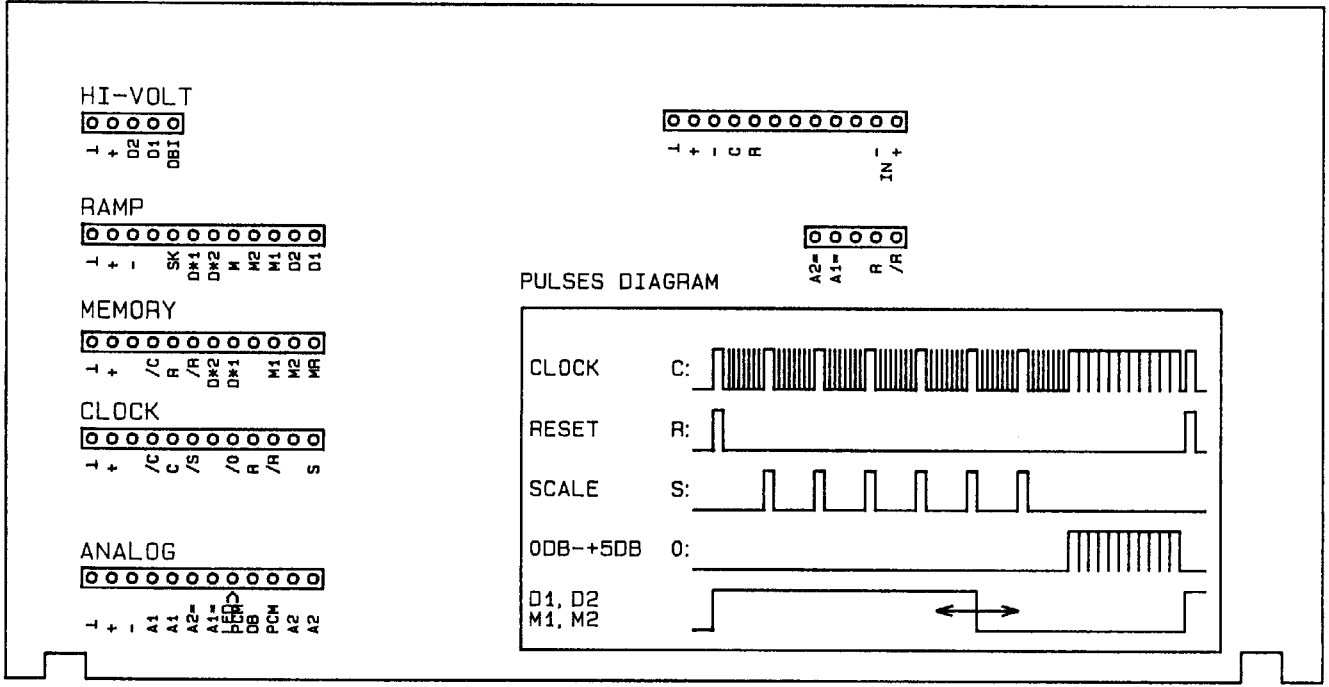 HI-VOLT
⊥ + D2 D1 DBI
⊥ + - C R IN - +
RAMP
⊥ + - SK D*1 D*2 M M2 M1 D2 D1
A2= A1= R /R
PULSES DIAGRAM
MEMORY
⊥ + /C R /R D*2 D*1 M1 M2 MR
CLOCK C:
CLOCK
⊥ + /C C /S /O R /R S
RESET R:
SCALE S:
ANALOG
⊥ + - A1 A1 A2= A1= LED> PCM DB PCM A2 A2
0DB-+5DB 0:
D1, D2
M1, M2